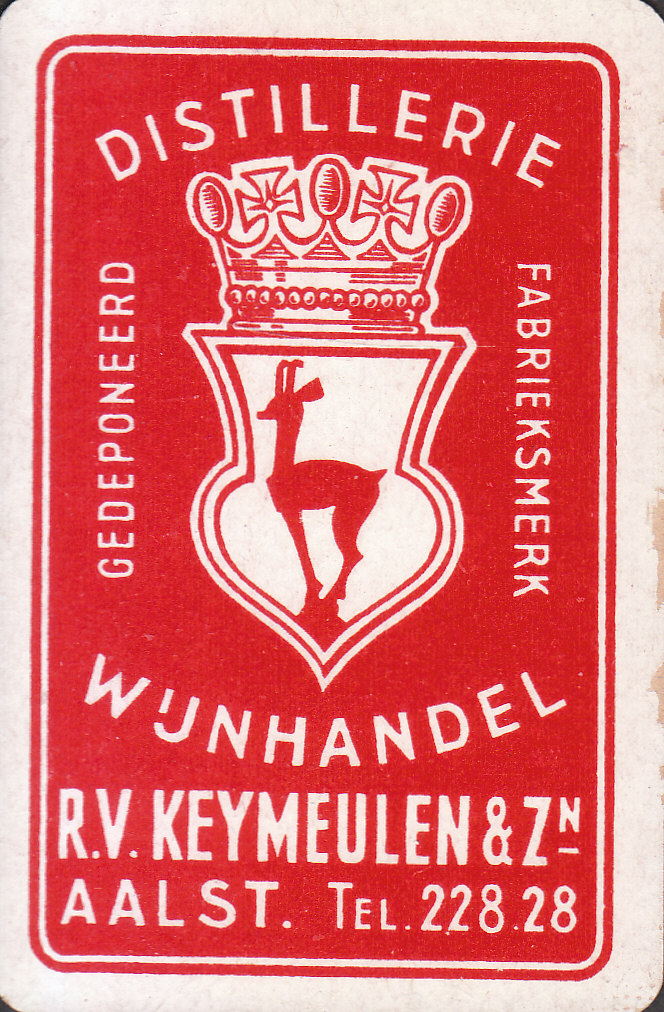 DISTILLERIE
GEDEPONEERD
FABRIEKSMERK
WIJNHANDEL
R.V. KEYMEULEN & ZN
AALST. TEL. 228.28